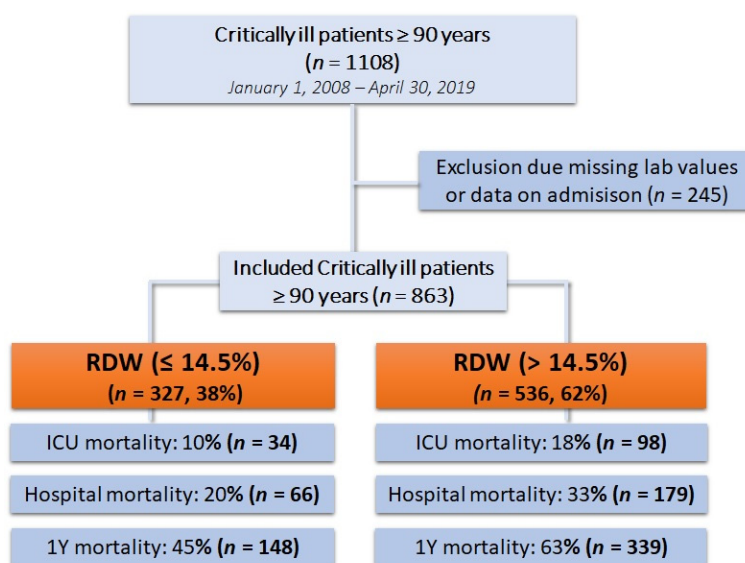 Critically ill patients ≥ 90 years
(n = 1108)
January 1, 2008 – April 30, 2019
Exclusion due missing lab values
or data on admisison (n = 245)
Included Critically ill patients
≥ 90 years (n = 863)
RDW (≤ 14.5%)
(n = 327, 38%)
RDW (> 14.5%)
(n = 536, 62%)
ICU mortality: 10% (n = 34)
ICU mortality: 18% (n = 98)
Hospital mortality: 20% (n = 66)
Hospital mortality: 33% (n = 179)
1Y mortality: 45% (n = 148)
1Y mortality: 63% (n = 339)